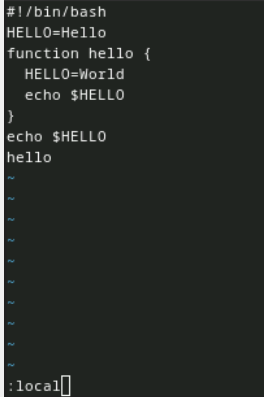 #!/bin/bash
HELLO=Hello
function hello {
  HELLO=World
  echo $HELLO
}
echo $HELLO
hello
~
~
~
~
~
~
~
~
~
~
:local